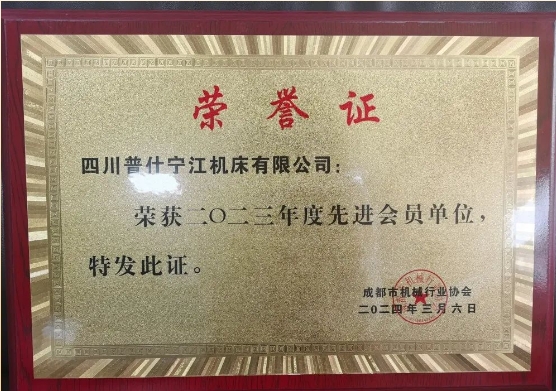 荣誉证
四川普什宁江机床有限公司：
荣获二〇二三年度先进会员单位，
特发此证。
成都市机械行业协会
二〇二四年三月六日